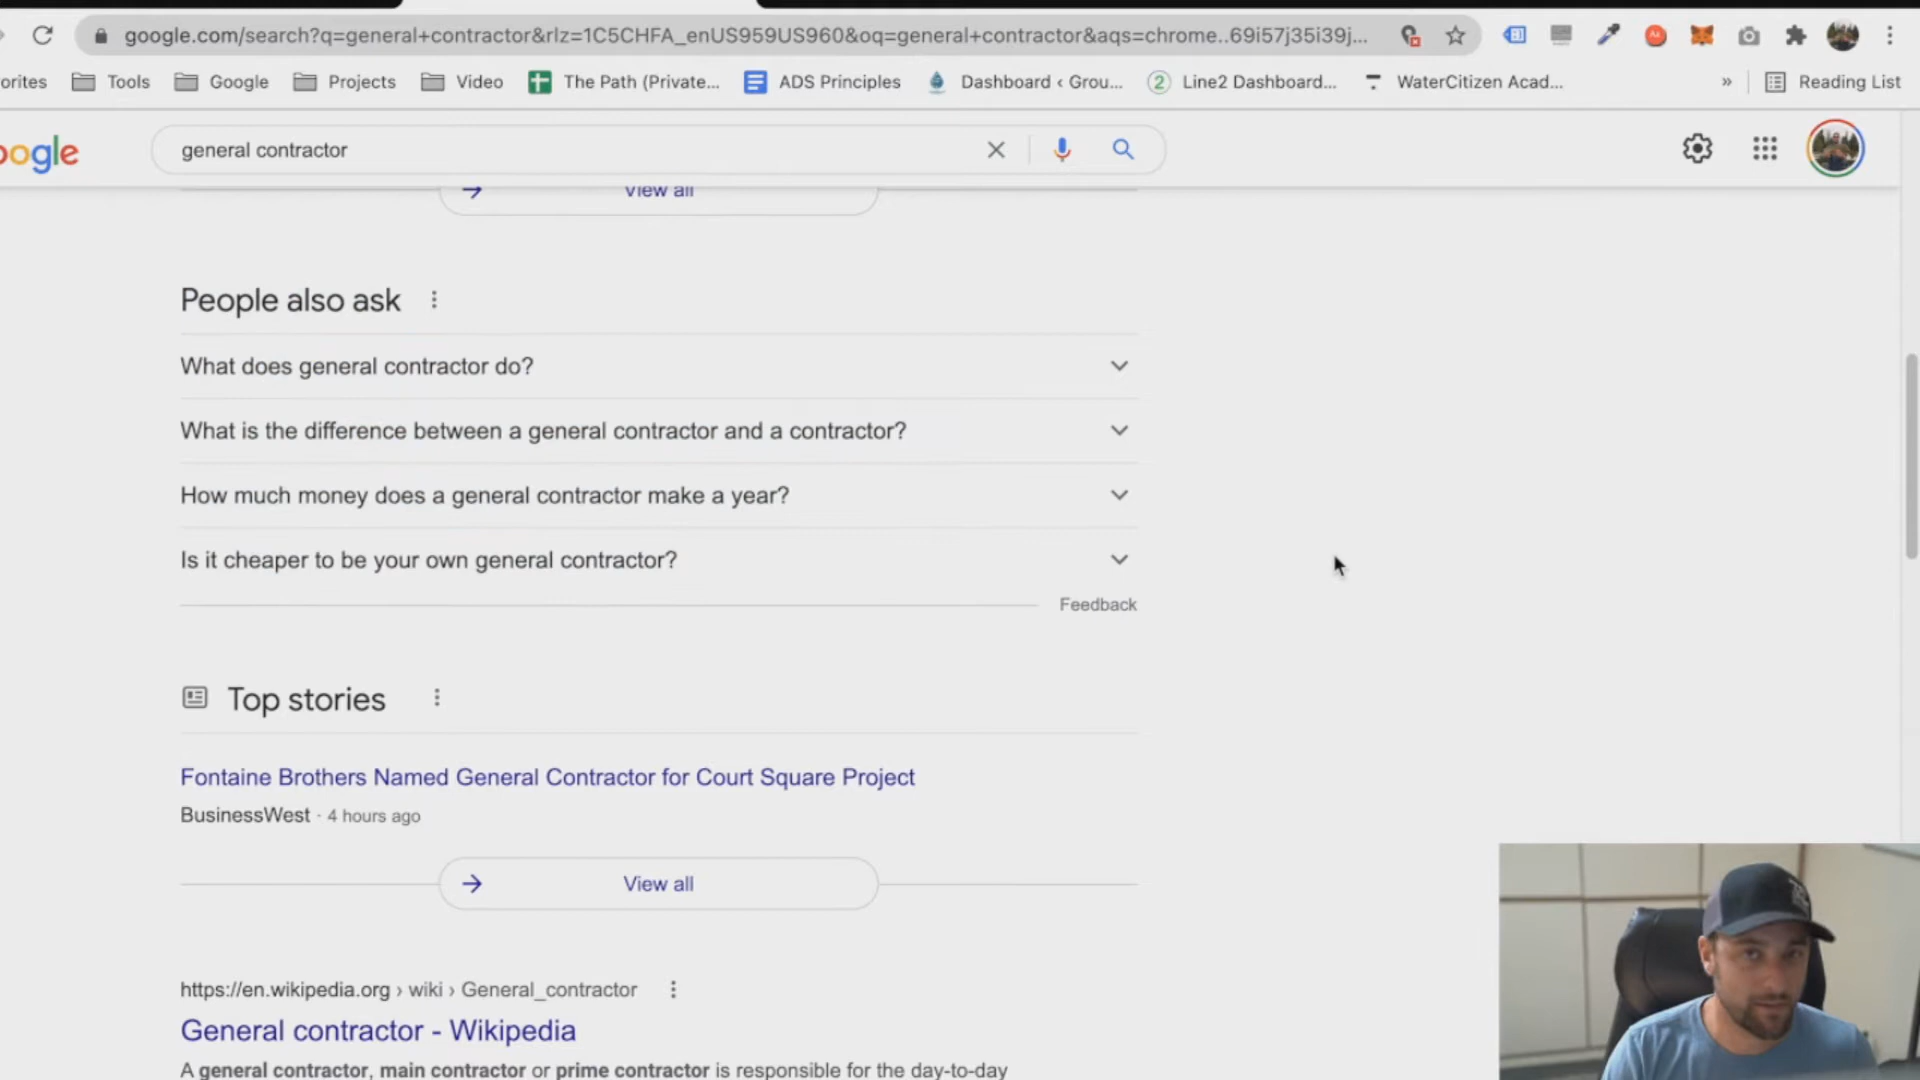 google.com/search?q=general+contractor&rlz=1C5CHFA_enUS959US960&oq=general+contractor&aqs=chrome..69i57j35i39j...
orites Tools Google Projects Video The Path (Private... ADS Principles Dashboard ‹ Grou... 2 Line2 Dashboard... WaterCitizen Acad... » Reading List
oogle general contractor
View all
People also ask
What does general contractor do?
What is the difference between a general contractor and a contractor?
How much money does a general contractor make a year?
Is it cheaper to be your own general contractor?
Feedback
Top stories
Fontaine Brothers Named General Contractor for Court Square Project
BusinessWest · 4 hours ago
View all
https://en.wikipedia.org › wiki › General_contractor
General contractor - Wikipedia
A general contractor, main contractor or prime contractor is responsible for the day-to-day